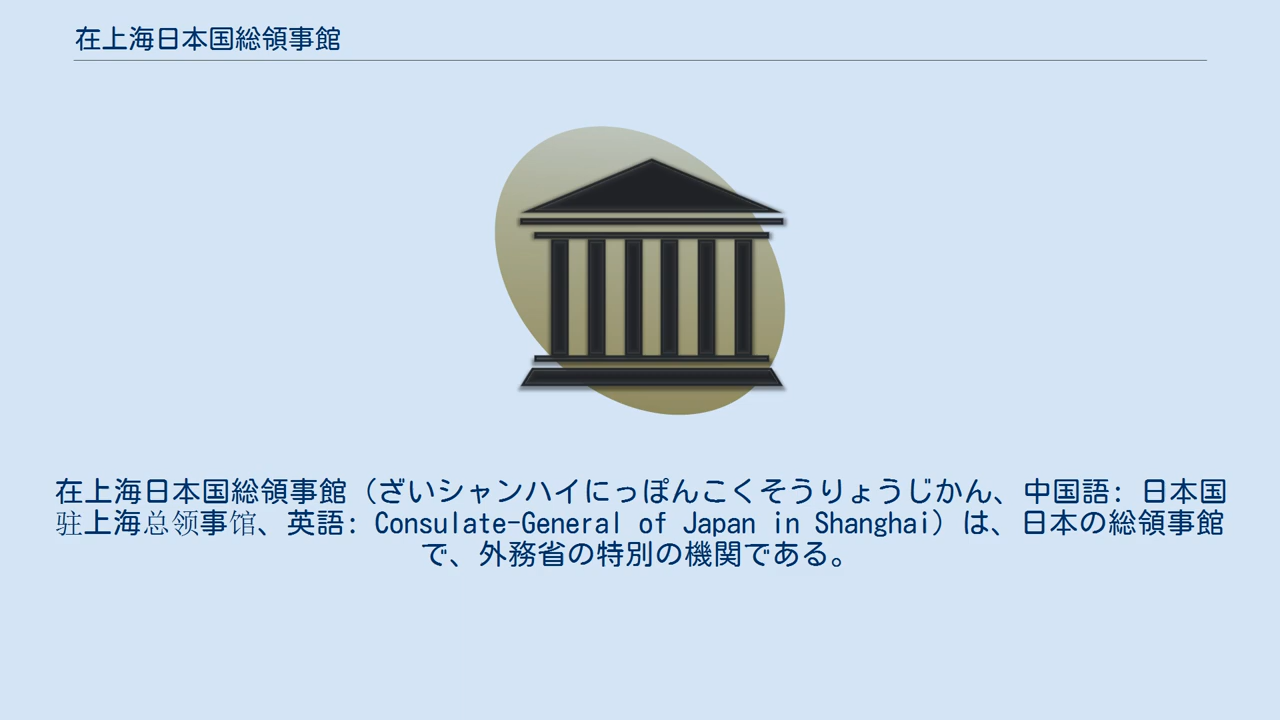 在上海日本国総領事館
在上海日本国総領事館（ざいシャンハイにっぽんこくそうりょうじかん、中国語: 日本国
驻上海总领事馆、英語: Consulate-General of Japan in Shanghai）は、日本の総領事館
で、外務省の特別の機関である。